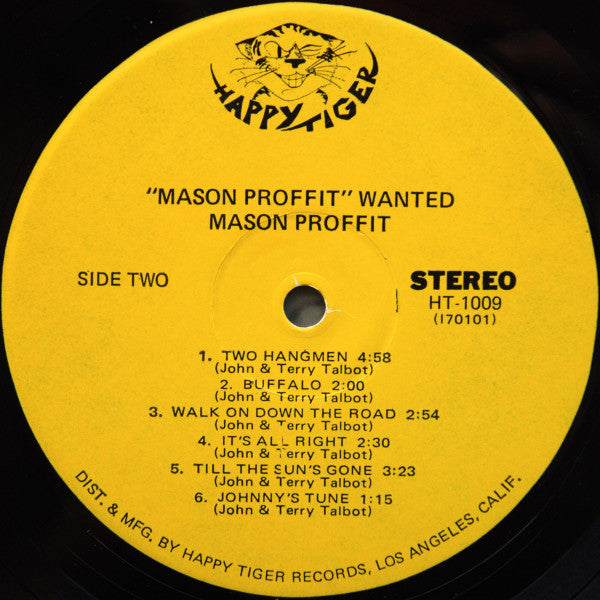 HAPPY TIGER
"MASON PROFFIT" WANTED
MASON PROFFIT
SIDE TWO
STEREO
HT-1009
(170101)
1. TWO HANGMEN 4:58
(John & Terry Talbot)
2. BUFFALO 2:00
(John & Terry Talbot)
3. WALK ON DOWN THE ROAD 2:54
(John & Terry Talbot)
4. IT'S ALL RIGHT 2:30
(John & Terry Talbot)
5. TILL THE SUN'S GONE 3:23
(John & Terry Talbot)
6. JOHNNY'S TUNE 1:15
(John & Terry Talbot)
DIST. & MFG. BY HAPPY TIGER RECORDS, LOS ANGELES, CALIF.